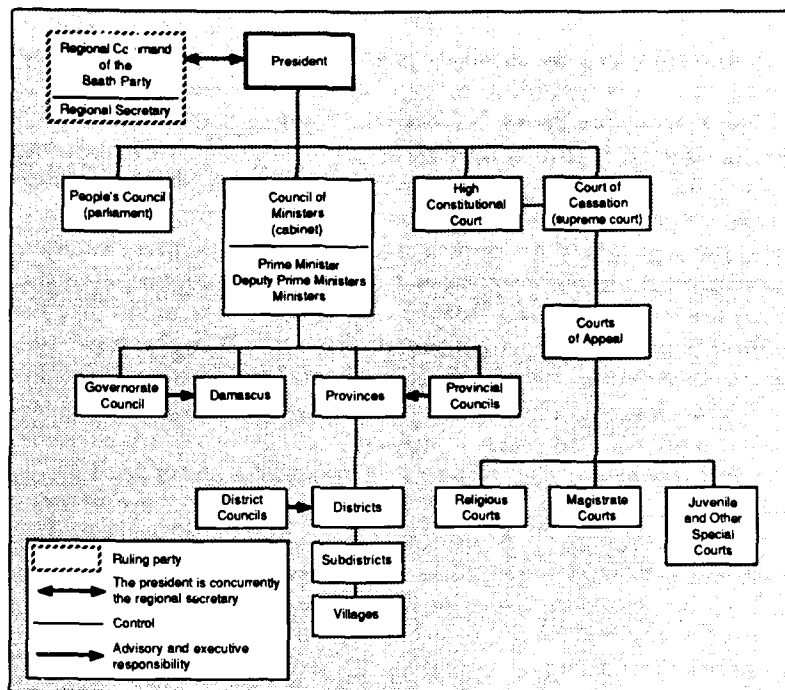 Regional Command
of the
Baath Party
Regional Secretary
President
People's Council
(parliament)
Council of
Ministers
(cabinet)
Prime Minister
Deputy Prime Ministers
Ministers
High
Constitutional
Court
Court of
Cassation
(supreme court)
Courts
of Appeal
Governorate
Council
Damascus
Provinces
Provincial
Councils
District
Councils
Districts
Religious
Courts
Magistrate
Courts
Juvenile
and Other
Special
Courts
Subdistricts
Villages
Ruling party
The president is concurrently
the regional secretary
Control
Advisory and executive
responsibility